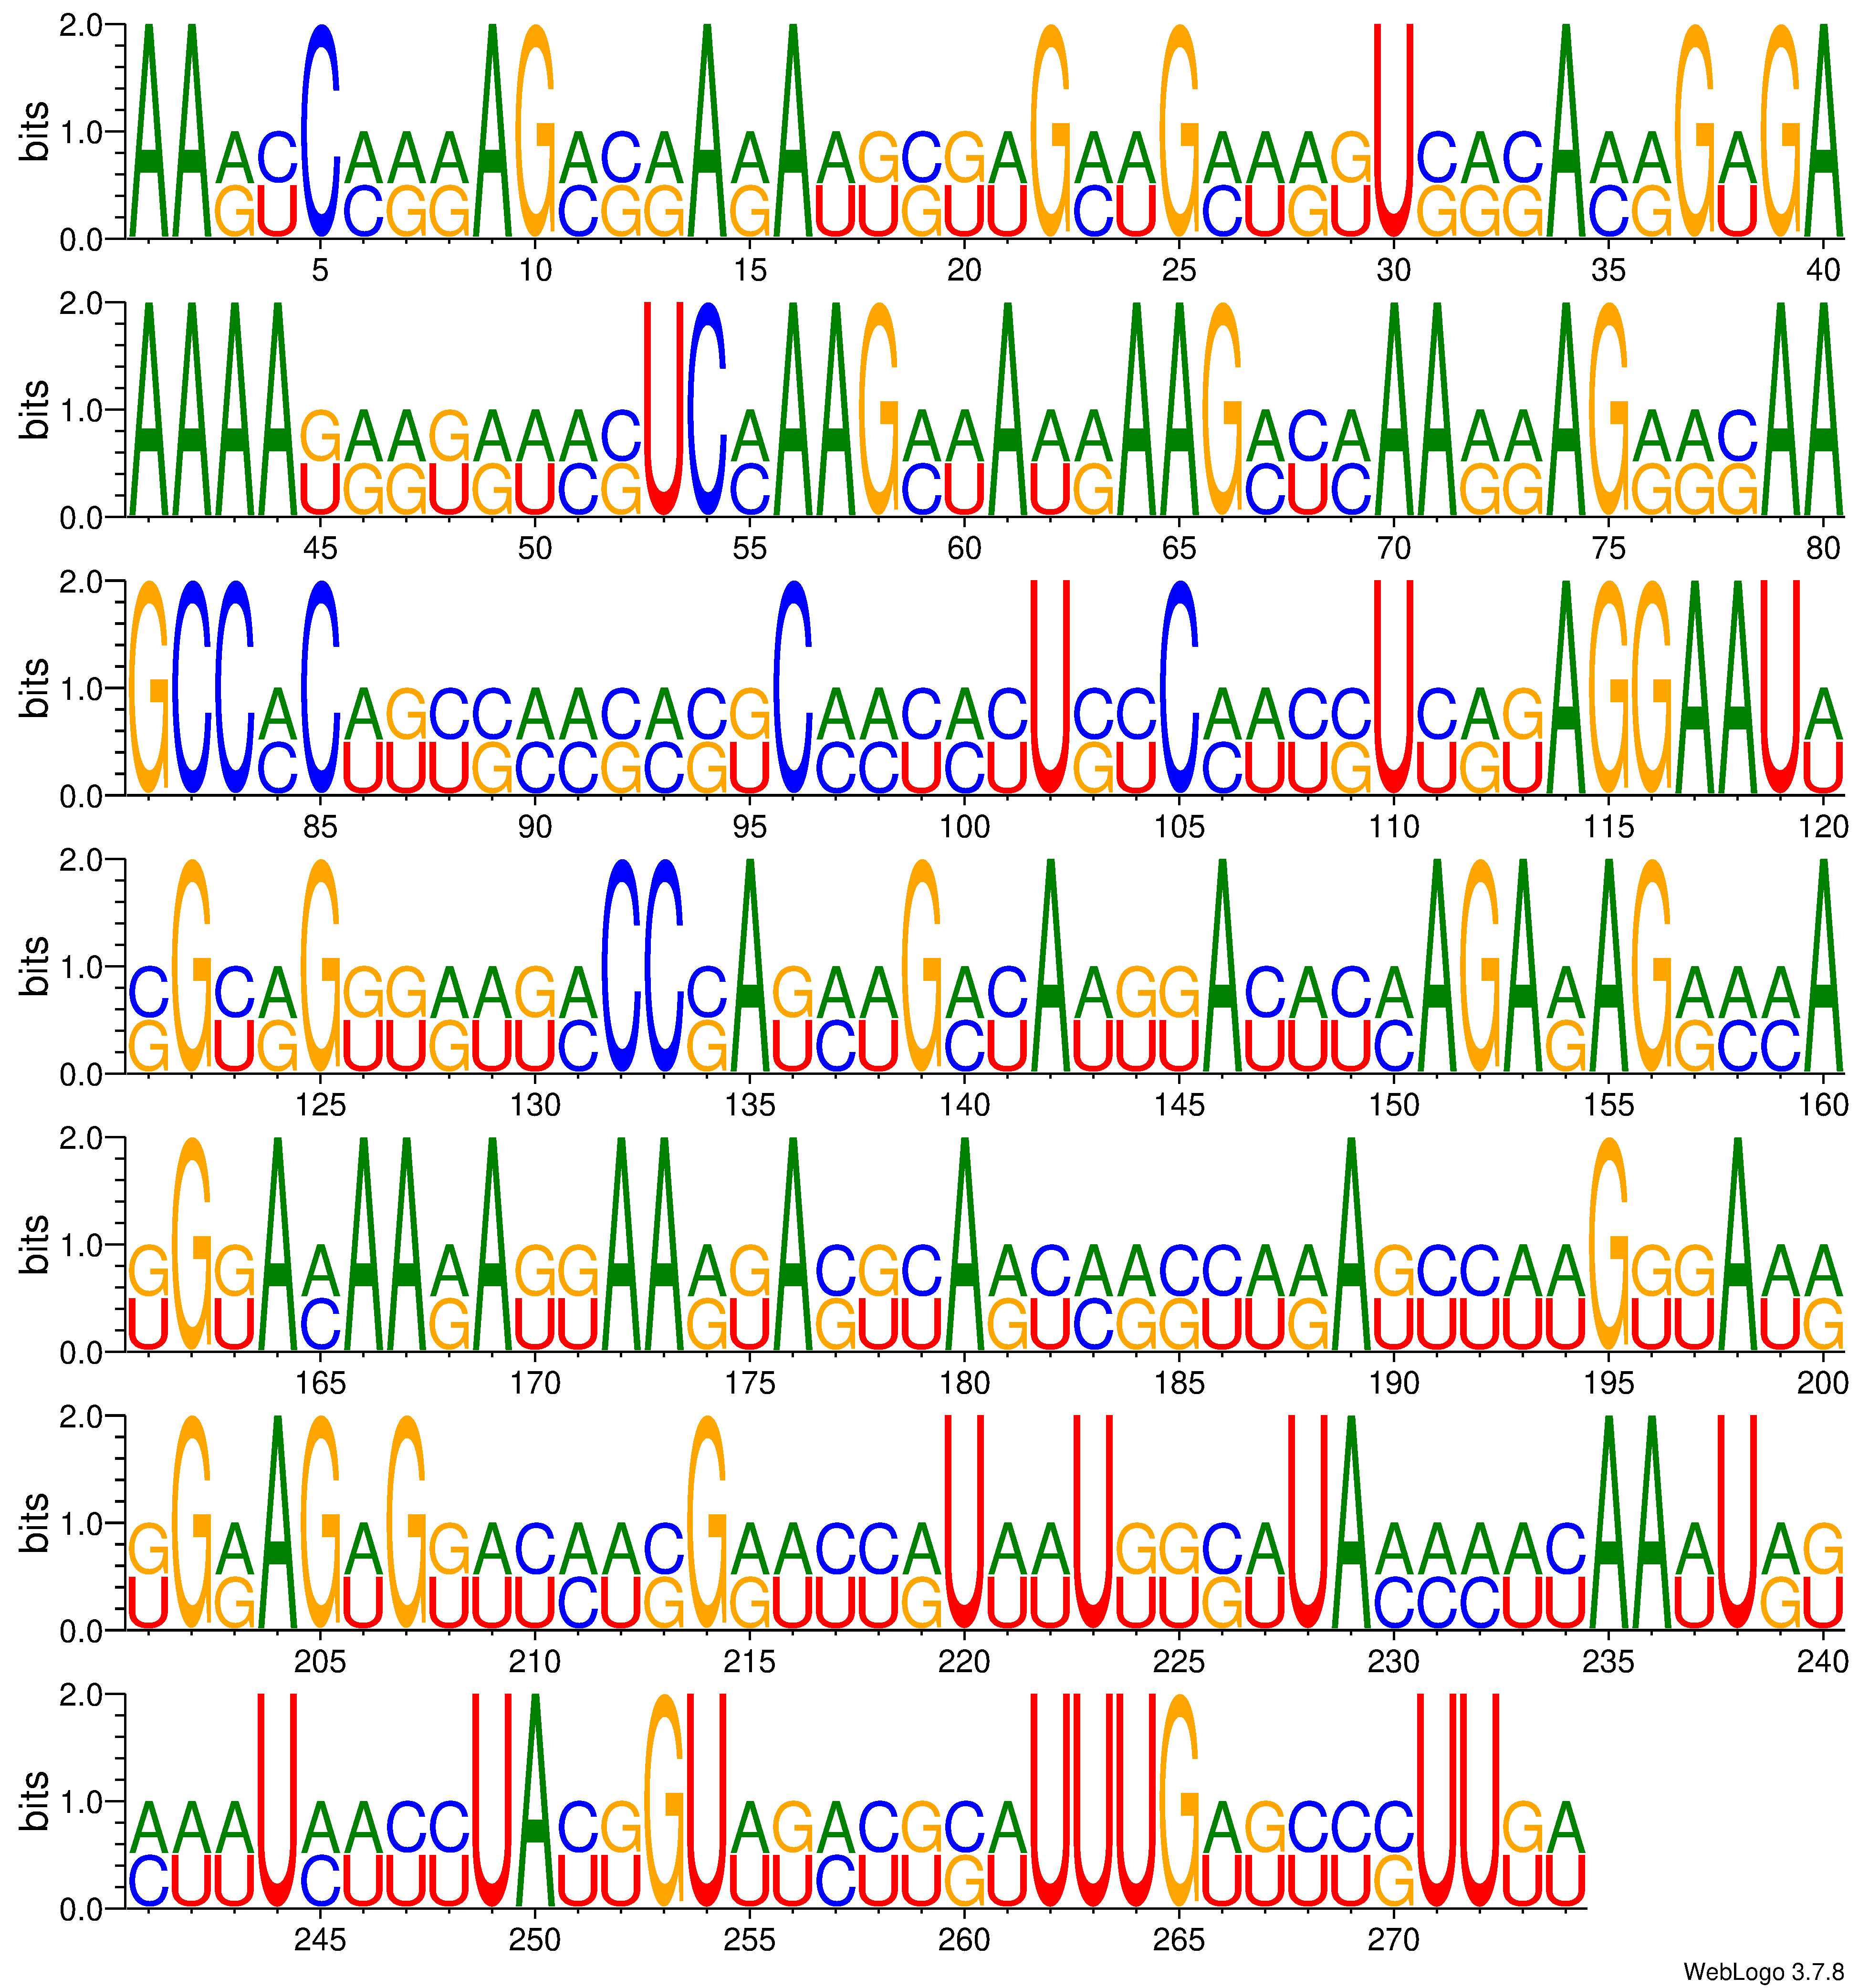 2.0
bits
1.0
A A A C C A A A A G A C A A A A A G C G A G A A G A A A G U C A C A A A G A G A
G U C G G C G G G U U G U U C U C U G U G G G C G U
0.0
5 10 15 20 25 30 35 40
2.0
bits
1.0
A A A A G A A G A A A C U C A A A G A A A A A A A G A C A A A A A A G A A C A A
U G G U G U C G C C U U G C U C G G G G G
0.0
45 50 55 60 65 70 75 80
2.0
bits
1.0
G C C A C A G C C A A C A C G C A A C A C U C C C A A C C U C A G A G G A A U A
C U U U G C C G C G U C C U C U G U C U U G U G U U
0.0
85 90 95 100 105 110 115 120
2.0
bits
1.0
C G C A G G G A A G A C C C A G A A G A C A A G G A C A C A A G A A A G A A A A
G U G U U G U U C G U C U C U U U U U U U C G G C C
0.0
125 130 135 140 145 150 155 160
2.0
bits
1.0
G G G A A A A A A G G A A A G A C G C A A C A A C C A A A G C C A A G G G A A A
U U C G U U G U G U U G U C G G U U G U U U U U U U U G
0.0
165 170 175 180 185 190 195 200
2.0
bits
1.0
G G A A G A G G A C A A C G A A C C A U A A U G G C A U A A A A A C A A A U A G
U G U U U U C U G G U U U G U U U U G U C C C U U U G U
0.0
205 210 215 220 225 230 235 240
2.0
bits
1.0
A A A U A A C C U A C G G U A G A C G C A U U U G A G C C C U U G A
C U U C U U U U U U U C U U G U U U U U G U U
0.0
245 250 255 260 265 270
WebLogo 3.7.8